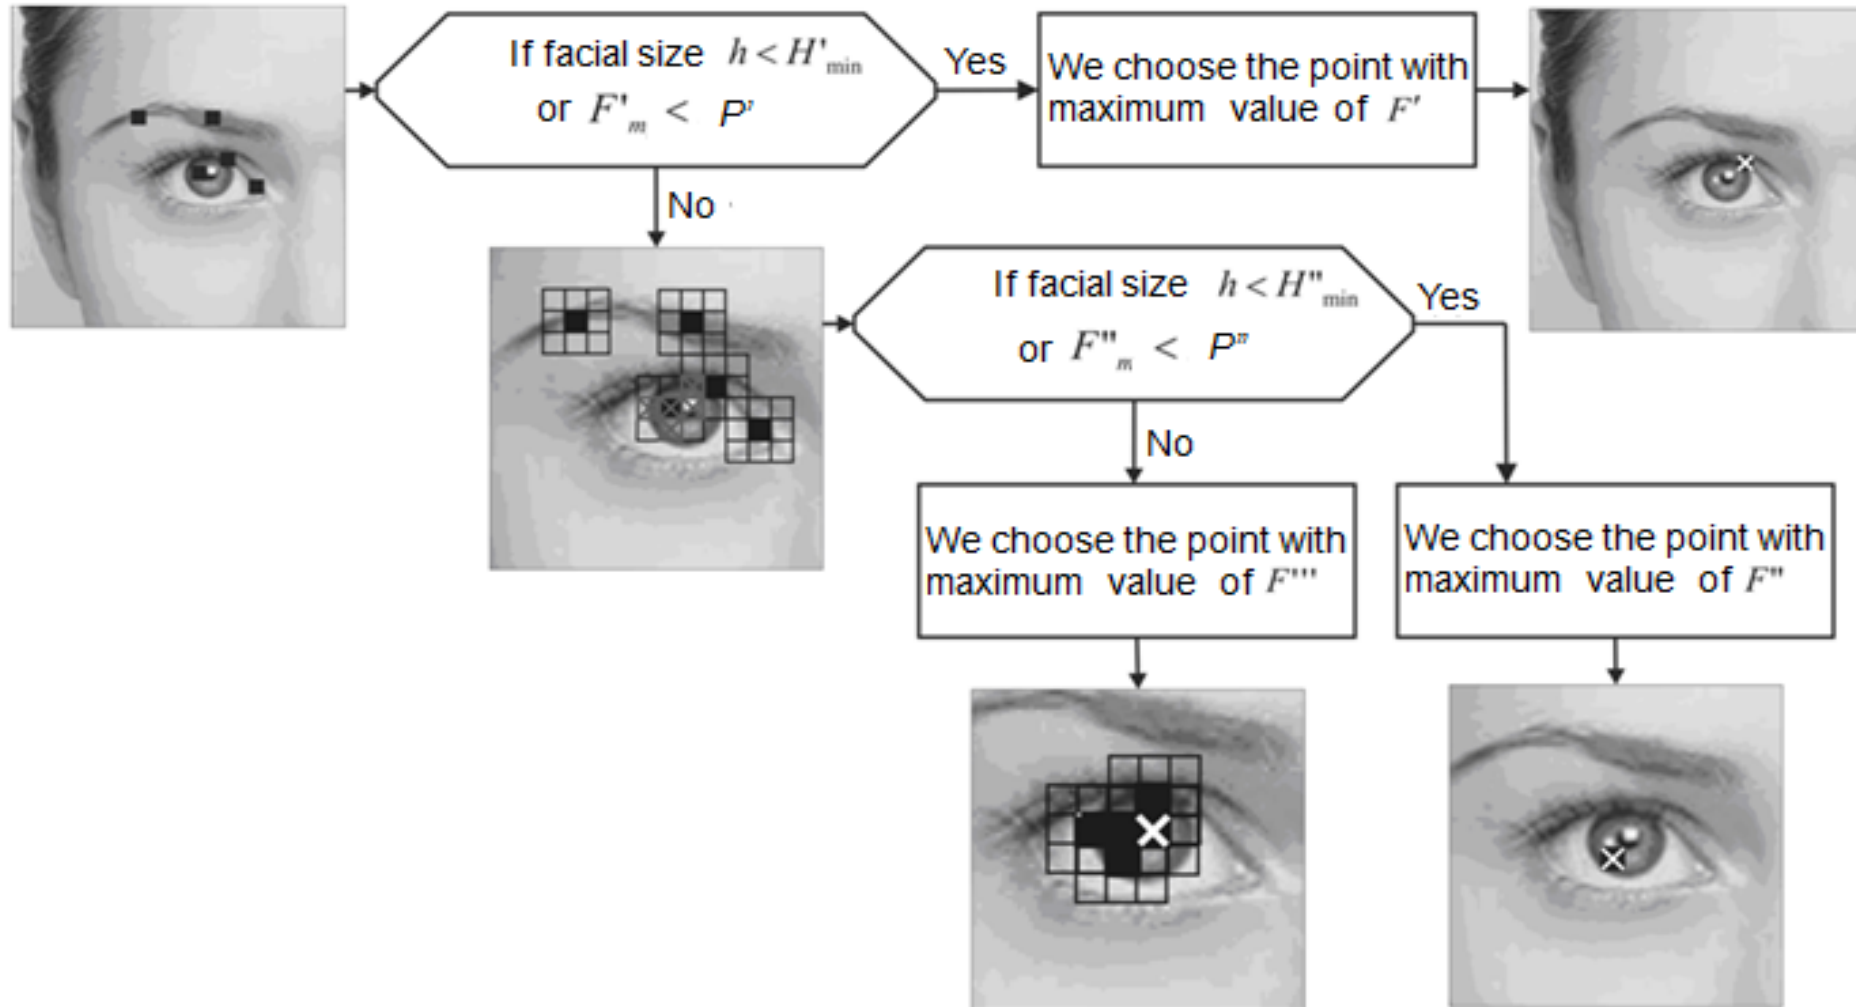 If facial size h < H'min
or F'm < P'
Yes
We choose the point with
maximum value of F'
No
If facial size h < H"min
or F"m < P"
Yes
No
We choose the point with
maximum value of F'''
We choose the point with
maximum value of F"